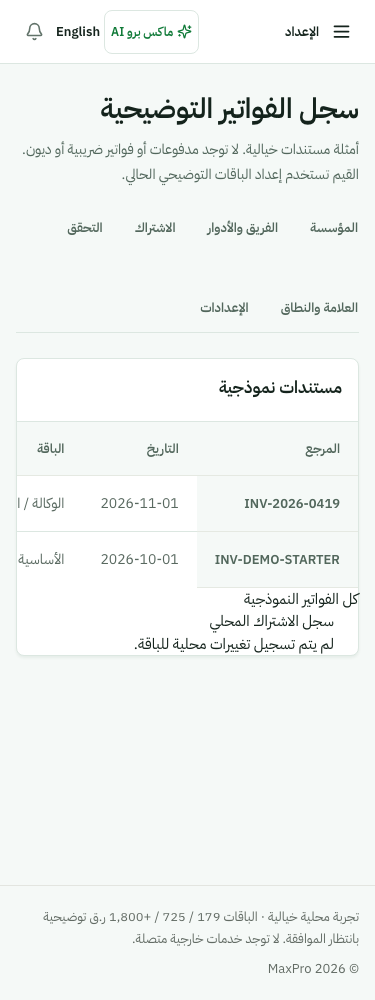 الإعداد
ماكس برو AI
English
سجل الفواتير التوضيحية
أمثلة مستندات خيالية. لا توجد مدفوعات أو فواتير ضريبية أو ديون.
القيم تستخدم إعداد الباقات التوضيحي الحالي.
المؤسسة الفريق والأدوار الاشتراك التحقق
العلامة والنطاق الإعدادات
مستندات نموذجية
المرجع التاريخ الباقة
INV-2026-0419 2026-11-01 الوكالة /
INV-DEMO-STARTER 2026-10-01 الأساسية
كل الفواتير النموذجية
سجل الاشتراك المحلي
لم يتم تسجيل تغييرات محلية للباقة.
تجربة محلية خيالية · الباقات 179 / 725 / +1,800 ر.ق توضيحية
بانتظار الموافقة. لا توجد خدمات خارجية متصلة.
© 2026 MaxPro